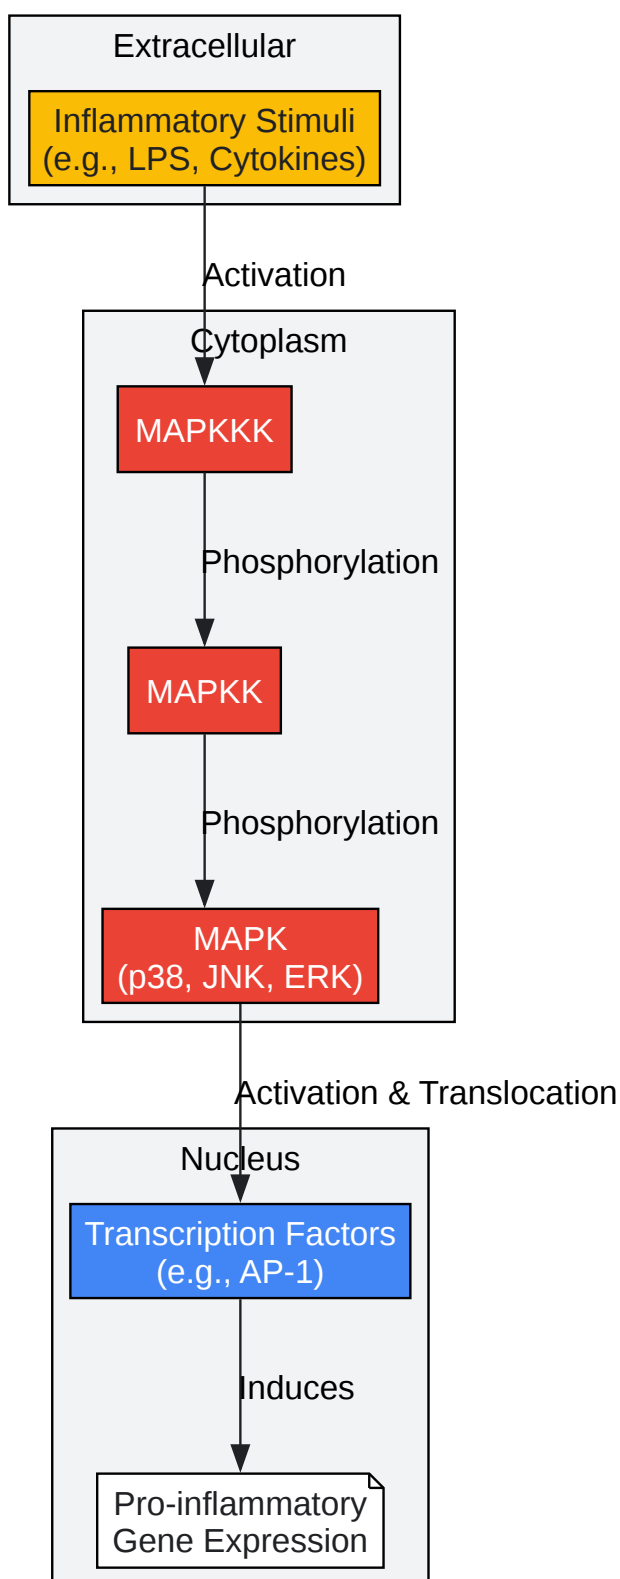 Extracellular
Inflammatory Stimuli
(e.g., LPS, Cytokines)
Activation
Cytoplasm
MAPKKK
Phosphorylation
MAPKK
Phosphorylation
MAPK
(p38, JNK, ERK)
Activation & Translocation
Nucleus
Transcription Factors
(e.g., AP-1)
Induces
Pro-inflammatory
Gene Expression